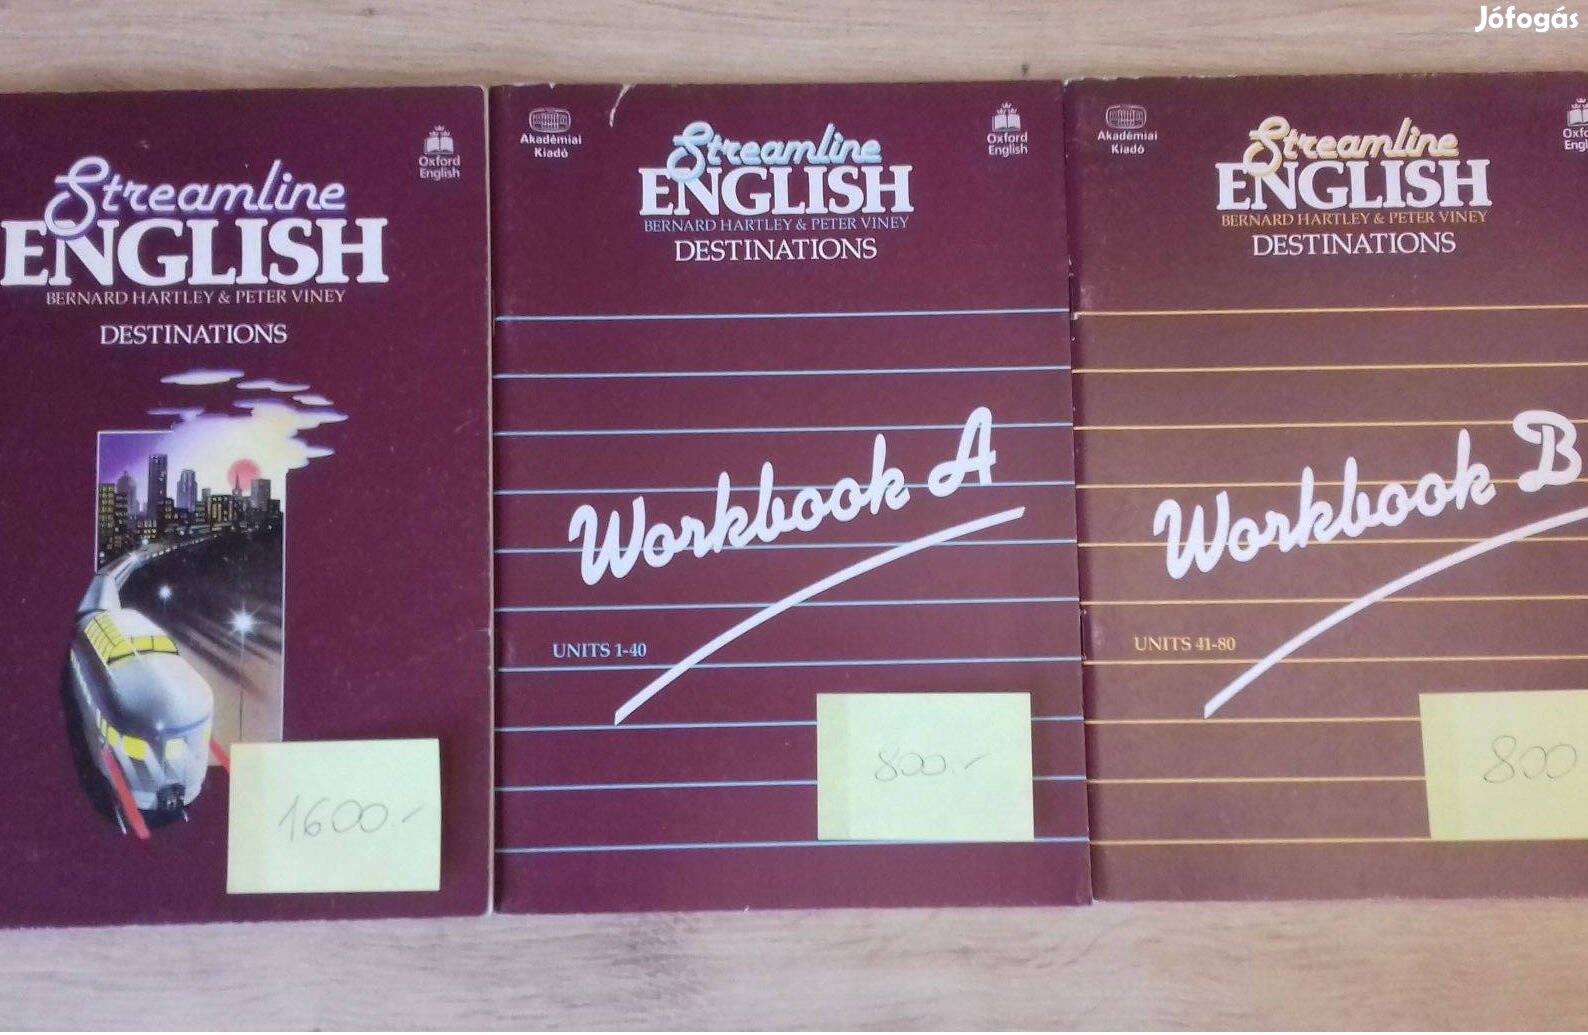 Jófogás
Oxford
English
Streamline
ENGLISH
BERNARD HARTLEY & PETER VINEY
DESTINATIONS
1600.-
Akadémiai
Kiadó
Oxford
English
Streamline
ENGLISH
BERNARD HARTLEY & PETER VINEY
DESTINATIONS
Workbook A
UNITS 1-40
800.-
Akadémiai
Kiadó
Streamline
ENGLISH
BERNARD HARTLEY & PETER VINEY
DESTINATIONS
Workbook B
UNITS 41-80
800